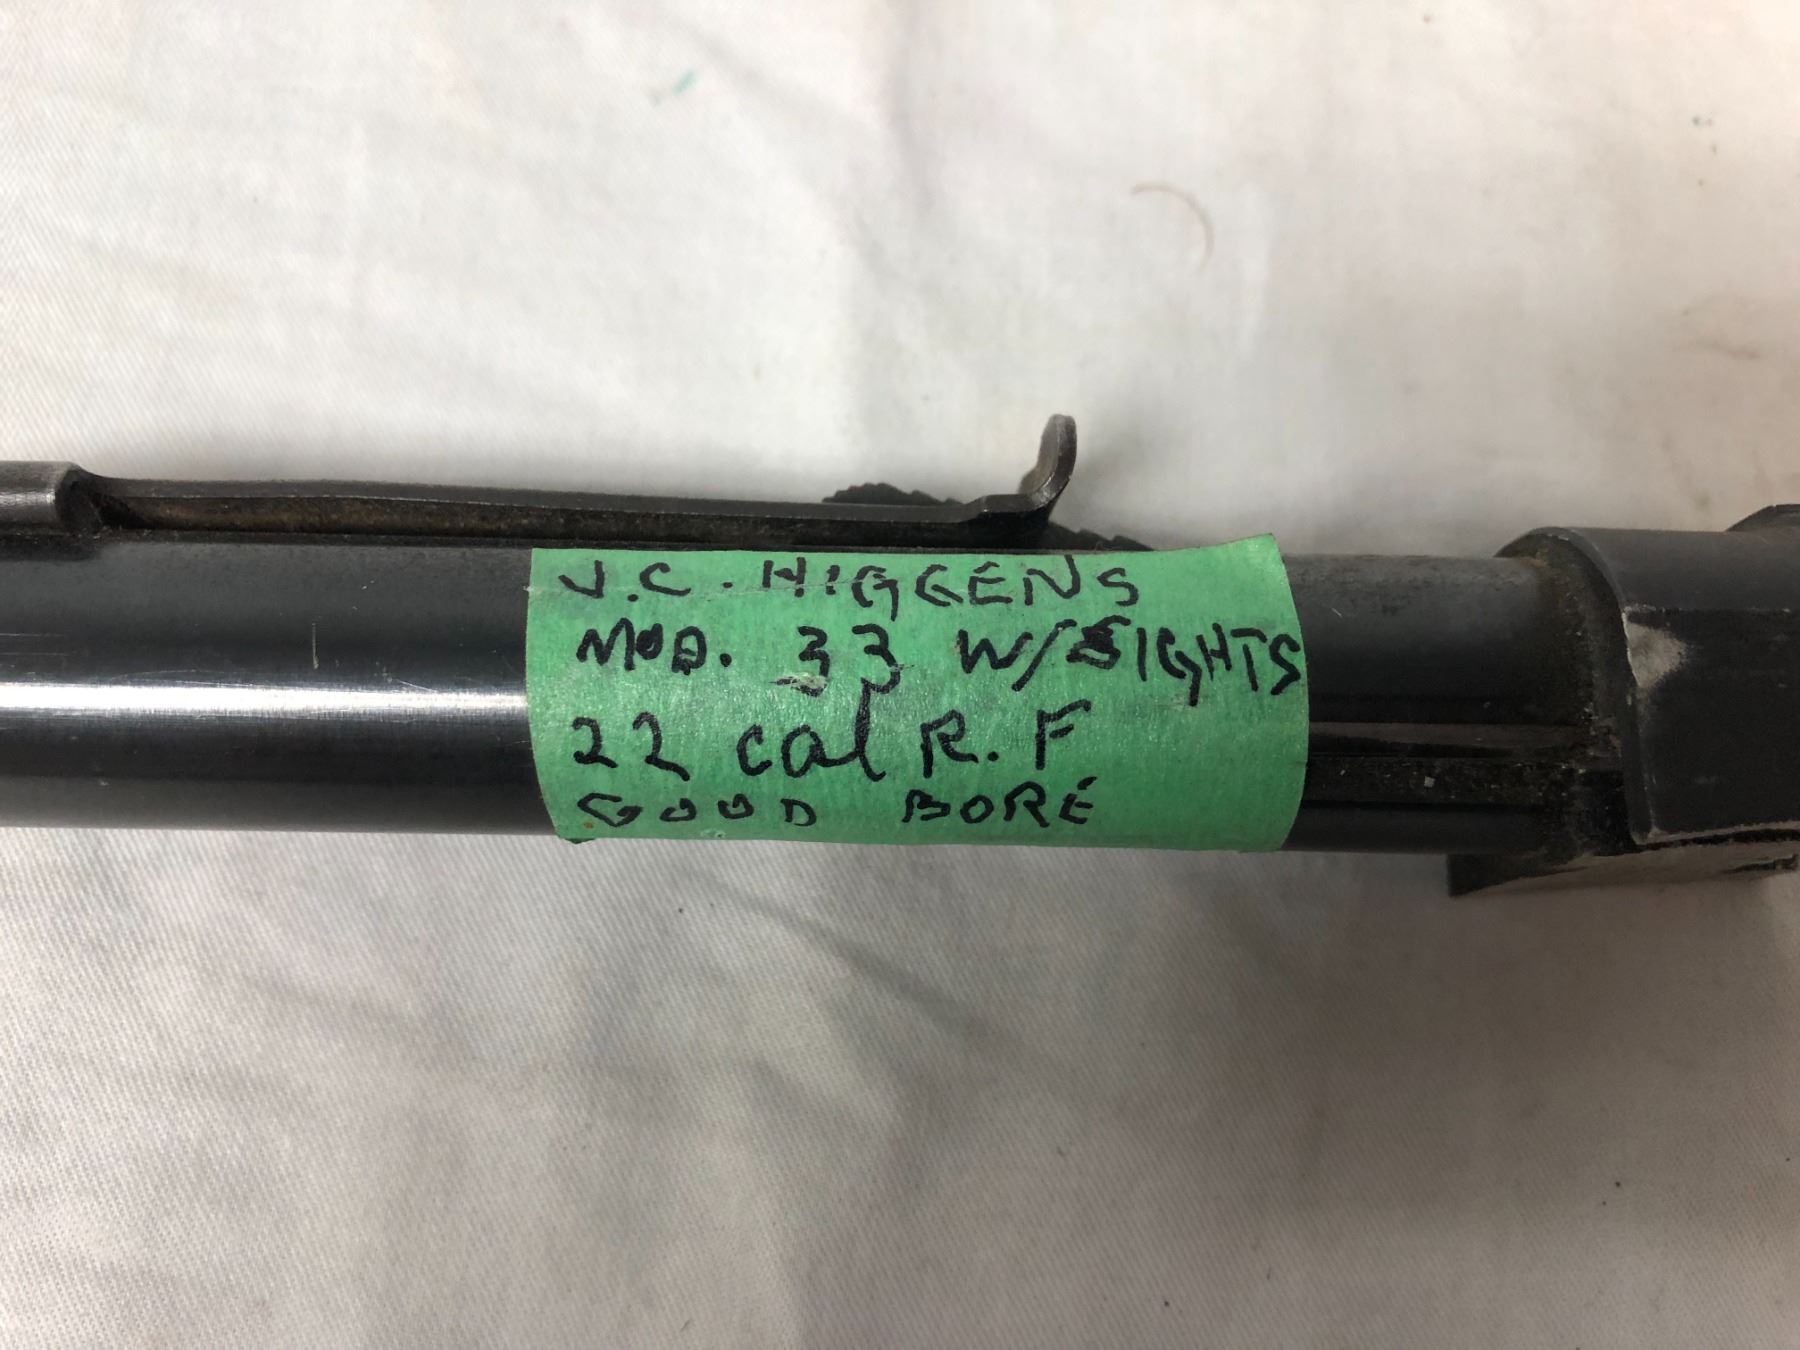 J.C. HIGGENS
MOD. 33 W/SIGHTS
22 cal R.F
GOOD BORE